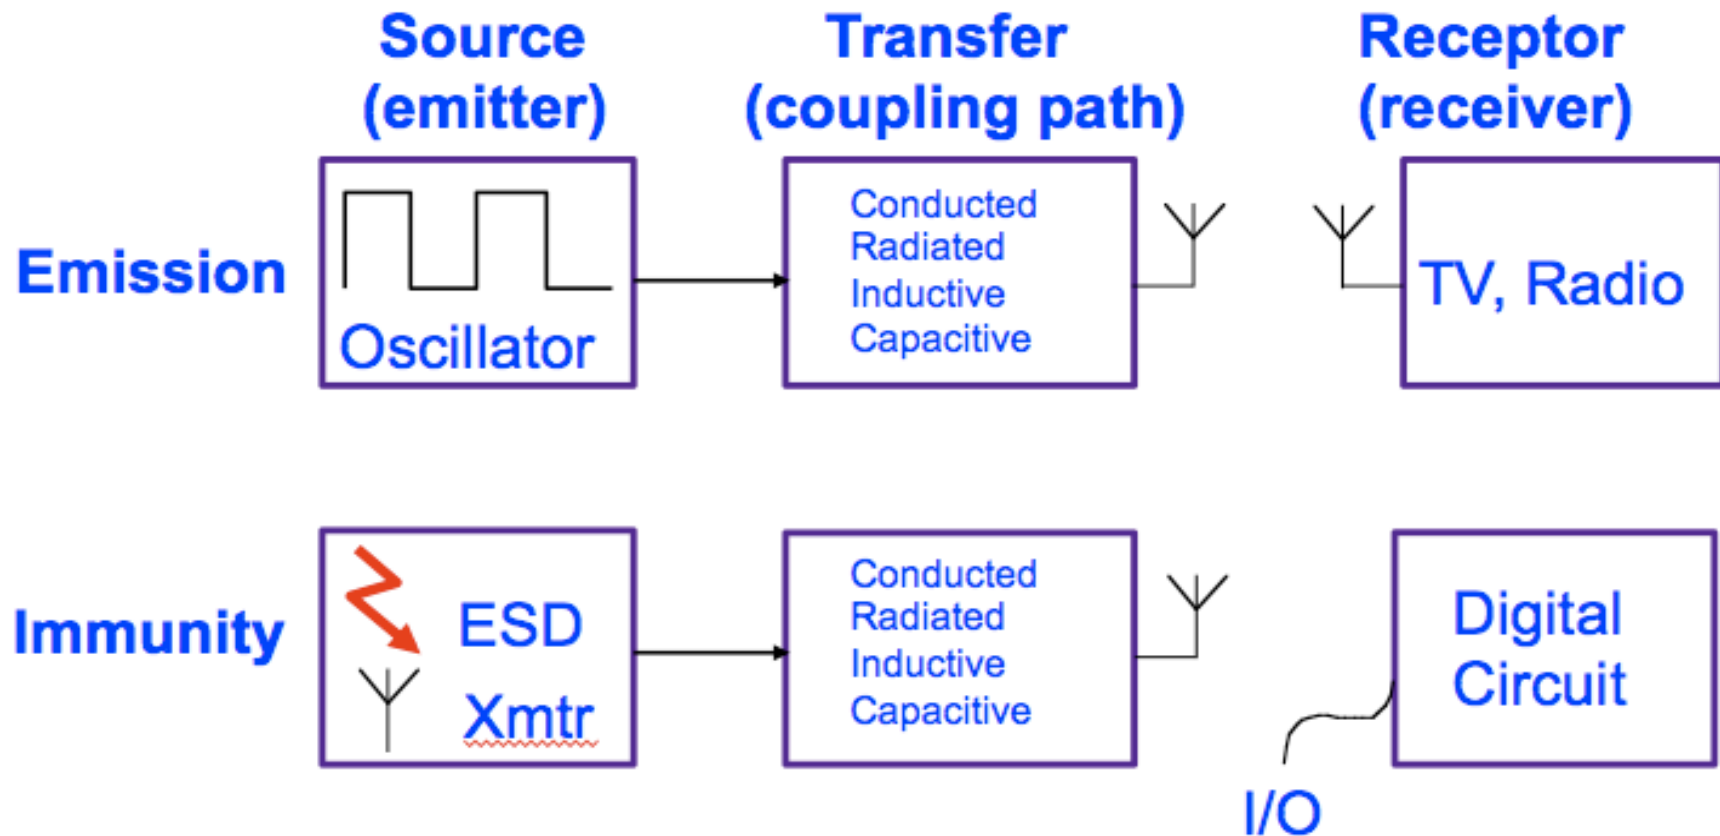 Source
(emitter)
Transfer
(coupling path)
Receptor
(receiver)
Emission
Oscillator
Conducted
Radiated
Inductive
Capacitive
TV, Radio
Immunity
ESD
Xmtr
Conducted
Radiated
Inductive
Capacitive
Digital
Circuit
I/O